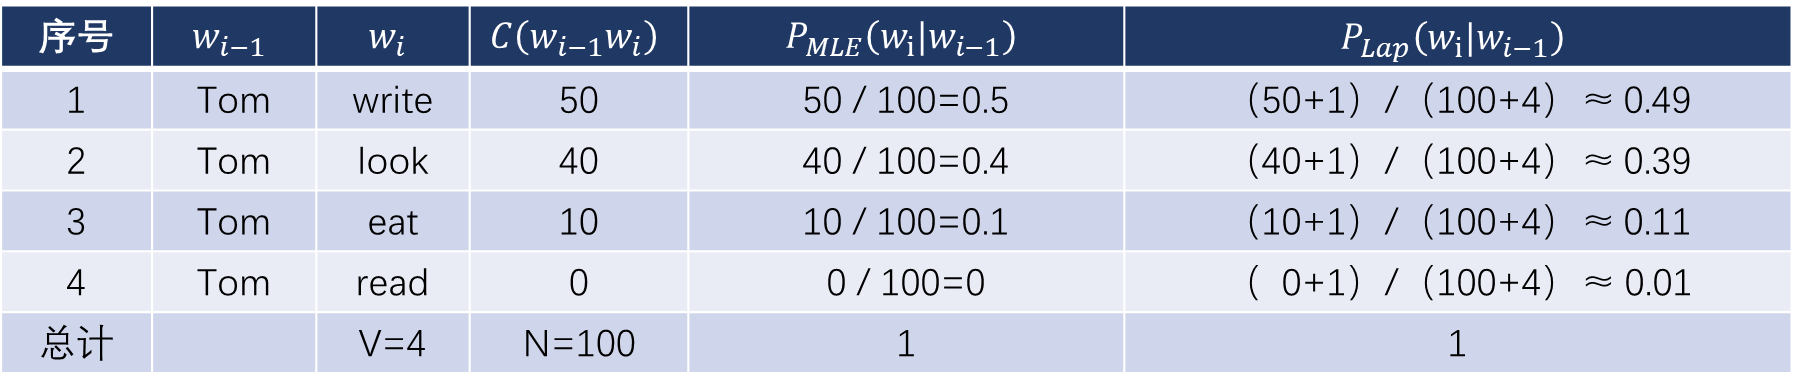 序号 w_{i−1} w_i C(w_{i−1}w_i) P_{MLE}(w_i|w_{i−1}) P_{Lap}(w_i|w_{i−1})
1 Tom write 50 50 / 100=0.5 （50+1）/（100+4）≈ 0.49
2 Tom look 40 40 / 100=0.4 （40+1）/（100+4）≈ 0.39
3 Tom eat 10 10 / 100=0.1 （10+1）/（100+4）≈ 0.11
4 Tom read 0 0 / 100=0 （ 0+1）/（100+4）≈ 0.01
总计 V=4 N=100 1 1